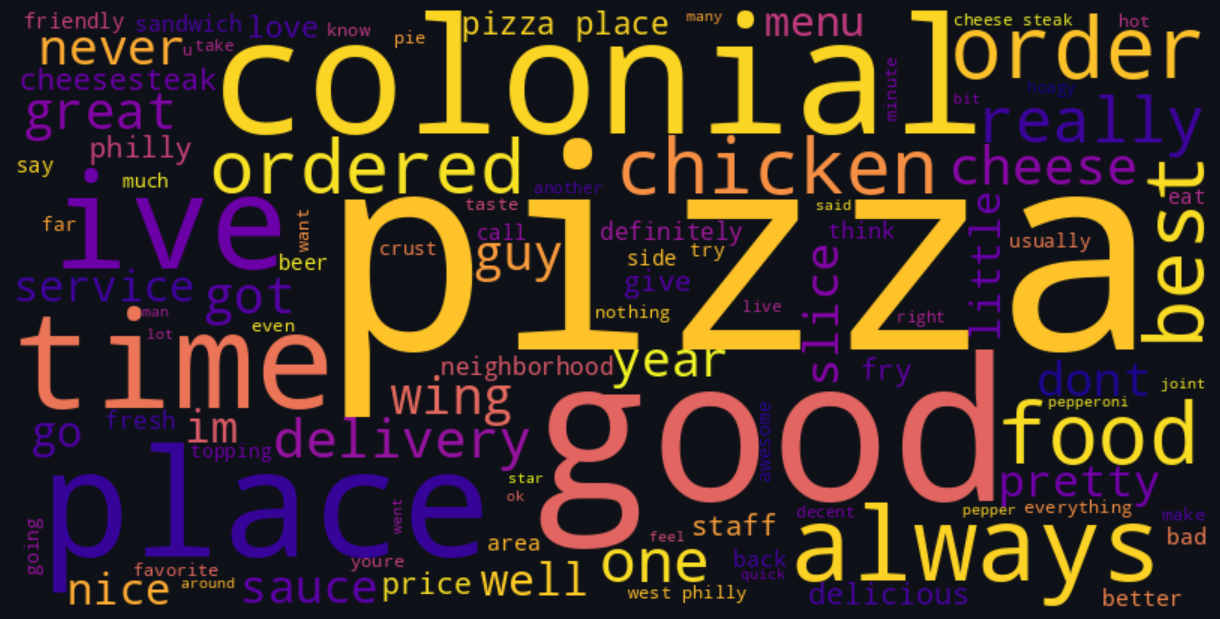 friendly
sandwich
love
know
pie
pizza place
many
menu
cheese steak
hot
never
u
take
colonial
order
cheesesteak
minute
bit
hoagy
great
really
philly
say
much
ordered
another
chicken
cheese
best
eat
ive
far
want
beer
taste
call
crust
guy
pizza
definitely
said
side
try
think
little
usually
service
got
give
slice
nothing
live
right
man
lot
even
time
neighborhood
year
fry
dont
joint
wing
pepperoni
go
fresh
im
topping
delivery
good
awesome
food
place
star
ok
pretty
going
went
area
feel
staff
decent
always
pepper
everything
make
bad
favorite
around
youre
nice
sauce
price
well
one
back
quick
west philly
delicious
better